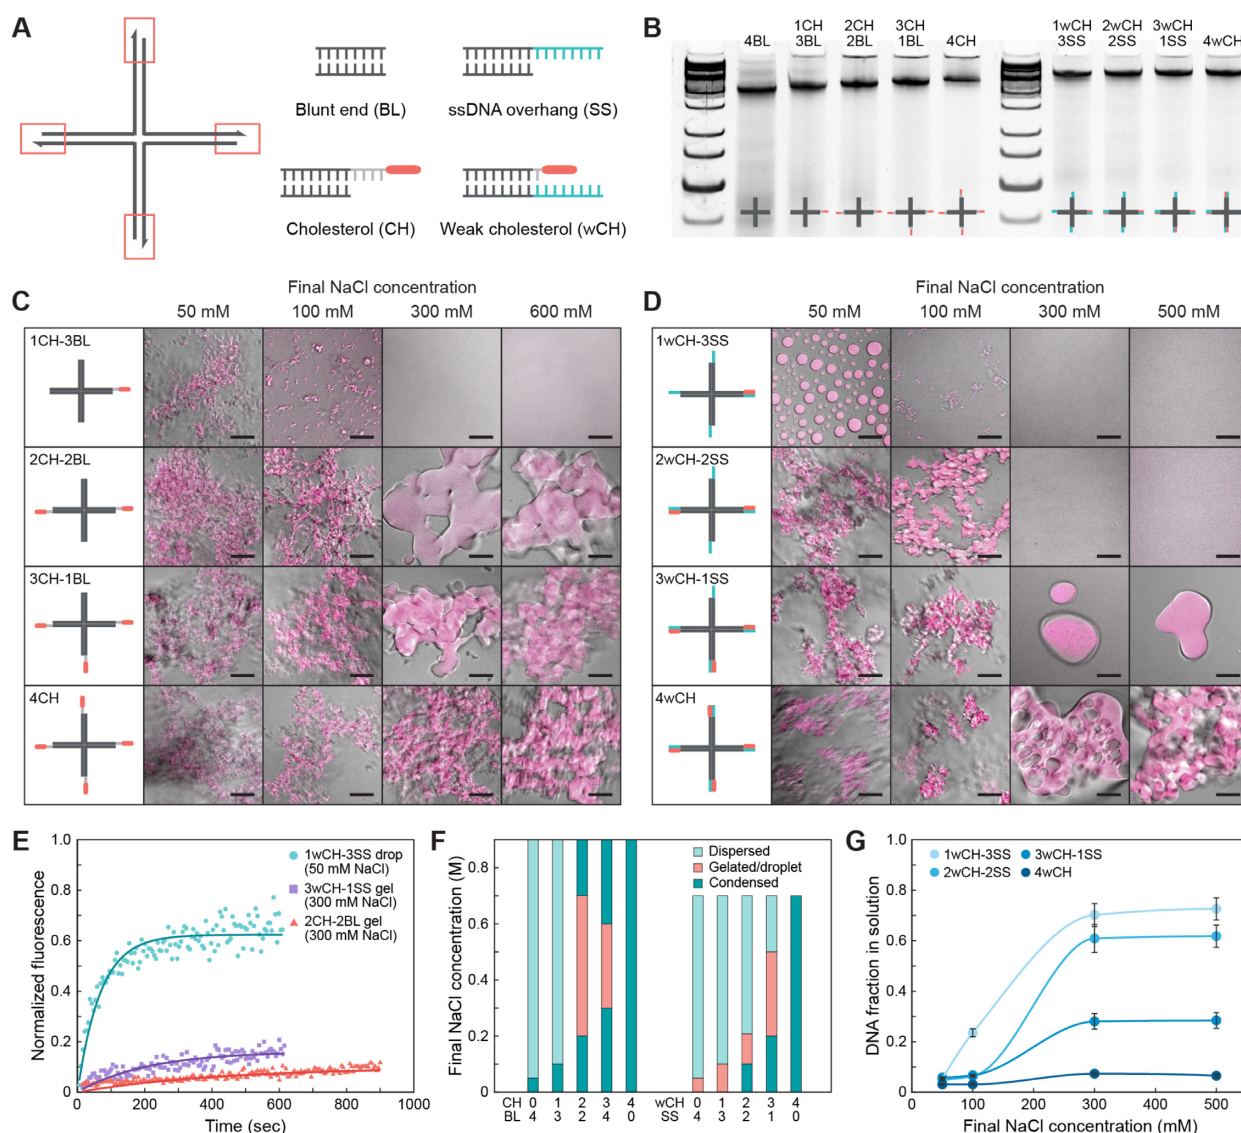 A
Blunt end (BL)
ssDNA overhang (SS)
Cholesterol (CH)
Weak cholesterol (wCH)
B
4BL
1CH
3BL
2CH
2BL
3CH
1BL
4CH
1wCH
3SS
2wCH
2SS
3wCH
1SS
4wCH
C
Final NaCl concentration
50 mM
100 mM
300 mM
600 mM
1CH-3BL
2CH-2BL
3CH-1BL
4CH
D
Final NaCl concentration
50 mM
100 mM
300 mM
500 mM
1wCH-3SS
2wCH-2SS
3wCH-1SS
4wCH
E
Normalized fluorescence
1.0
0.8
0.6
0.4
0.2
0
0 200 400 600 800 1000
Time (sec)
1wCH-3SS drop
(50 mM NaCl)
3wCH-1SS gel
(300 mM NaCl)
2CH-2BL gel
(300 mM NaCl)
F
Final NaCl concentration (M)
0.8
0.6
0.4
0.2
0
Dispersed
Gelated/droplet
Condensed
CH 0 1 2 3 4
BL 4 3 2 4 0
wCH 0 1 2 3 4
SS 4 3 2 1 0
G
DNA fraction in solution
1.0
0.8
0.6
0.4
0.2
0
1wCH-3SS
2wCH-2SS
3wCH-1SS
4wCH
100 200 300 400 500
Final NaCl concentration (mM)